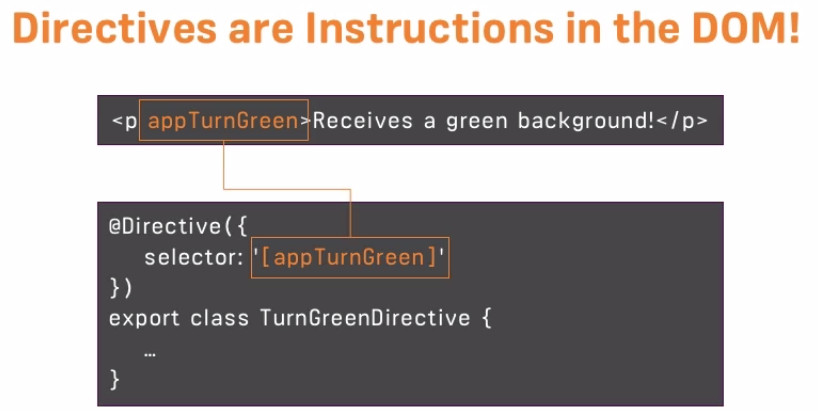 Directives are Instructions in the DOM!
<p appTurnGreen>Receives a green background!</p>
@Directive({
selector: '[appTurnGreen]'
})
export class TurnGreenDirective {
…
}